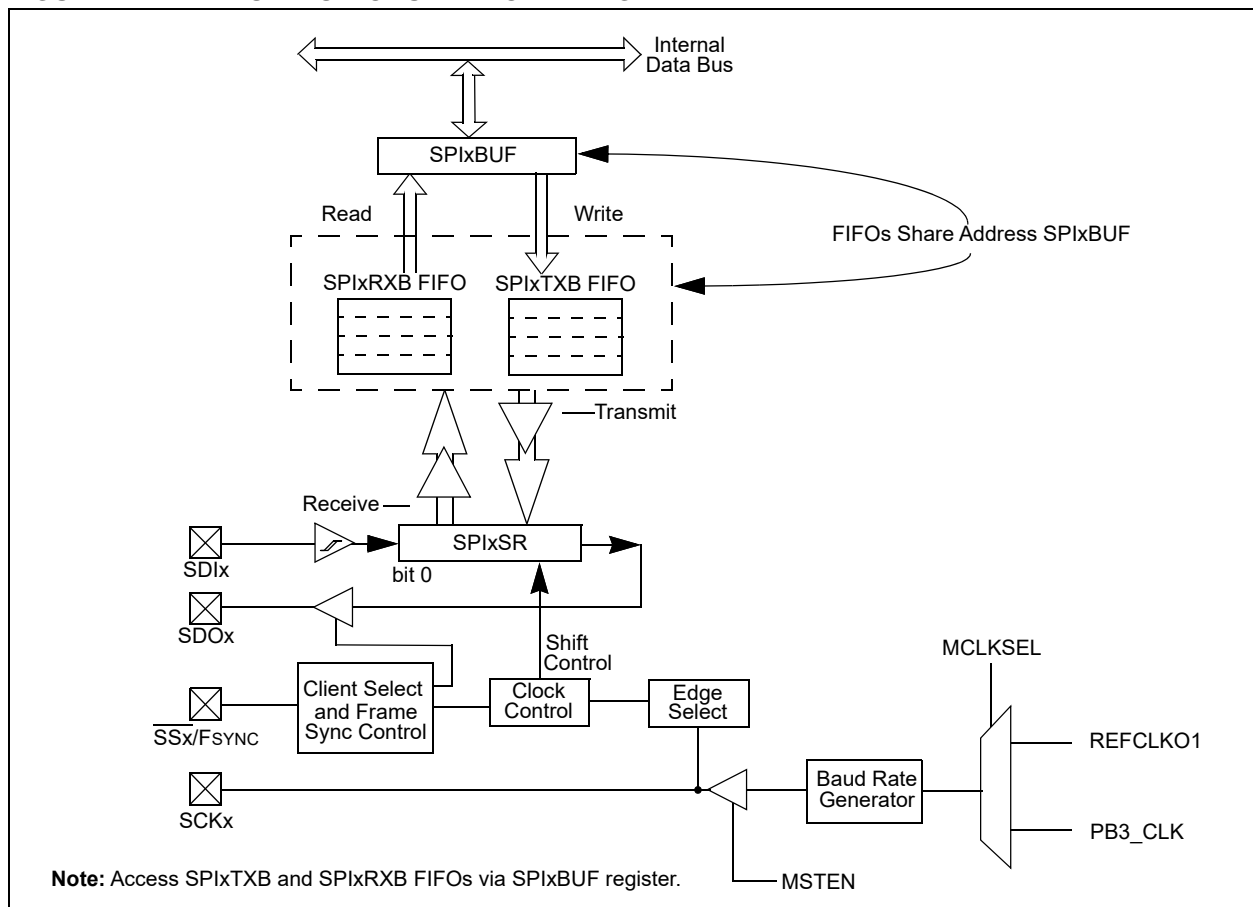 Internal
Data Bus
SPIxBUF
Read
Write
FIFOs Share Address SPIxBUF
SPIxRXB FIFO
SPIxTXB FIFO
Transmit
Receive
SPIxSR
SDIx
bit 0
SDOx
Shift
Control
MCLKSEL
Client Select
and Frame
Sync Control
Clock
Control
Edge
Select
SSx/FSYNC
REFCLKO1
Baud Rate
Generator
SCKx
PB3_CLK
Note: Access SPIxTXB and SPIxRXB FIFOs via SPIxBUF register.
MSTEN